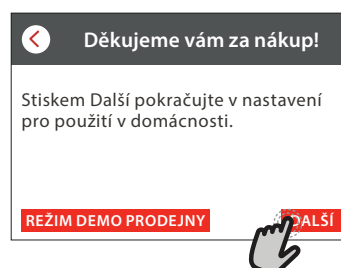 Děkujeme vám za nákup!
Stiskem Další pokračujte v nastavení
pro použití v domácnosti.
REŽIM DEMO PRODEJNY
DALŠÍ